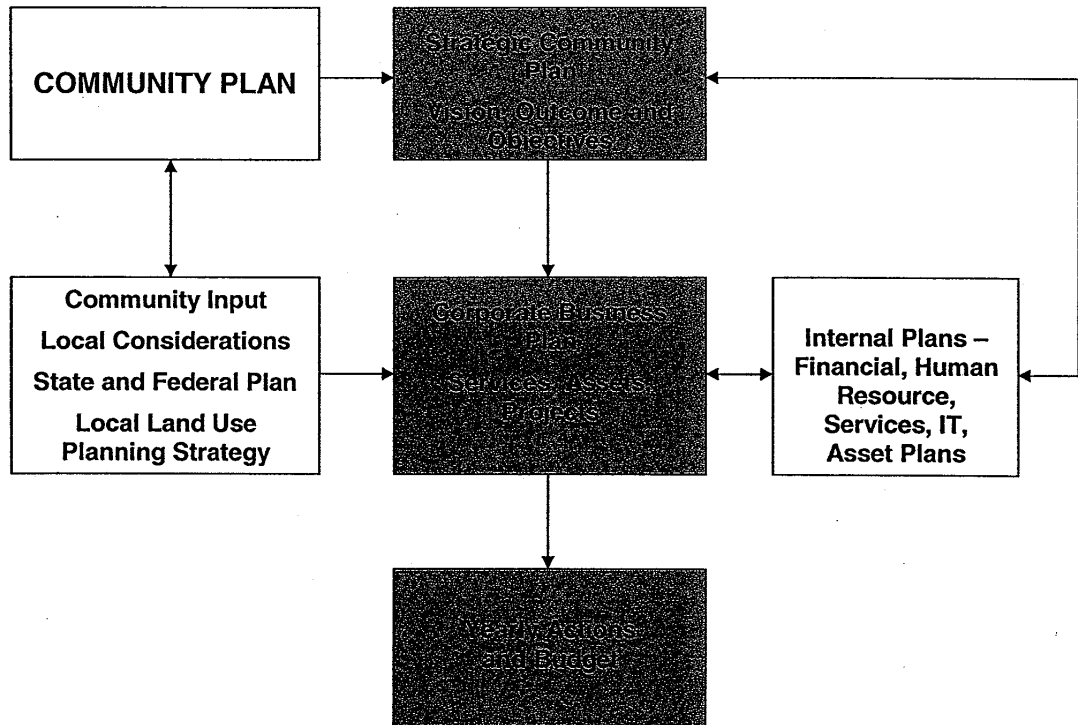 COMMUNITY PLAN
Strategic Community
Plan
Vision, Outcome and
Objectives
Community Input
Local Considerations
State and Federal Plan
Local Land Use
Planning Strategy
Corporate Business
Plan
Services, Assets,
Projects
Internal Plans –
Financial, Human
Resource,
Services, IT,
Asset Plans
Yearly Actions
and Budget